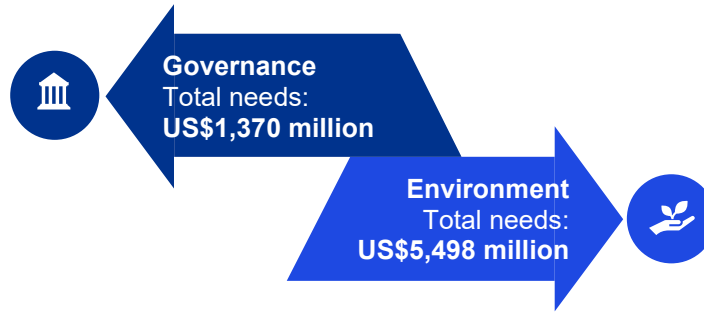 Governance
Total needs:
US$1,370 million
Environment
Total needs:
US$5,498 million